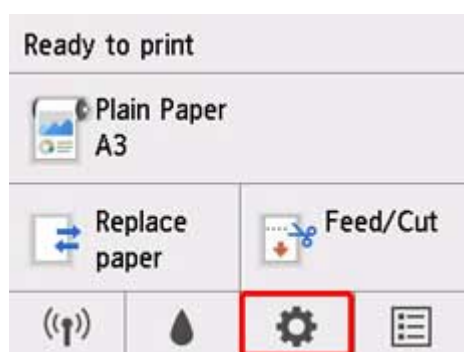 Ready to print
Plain Paper
A3
Replace
paper
Feed/Cut